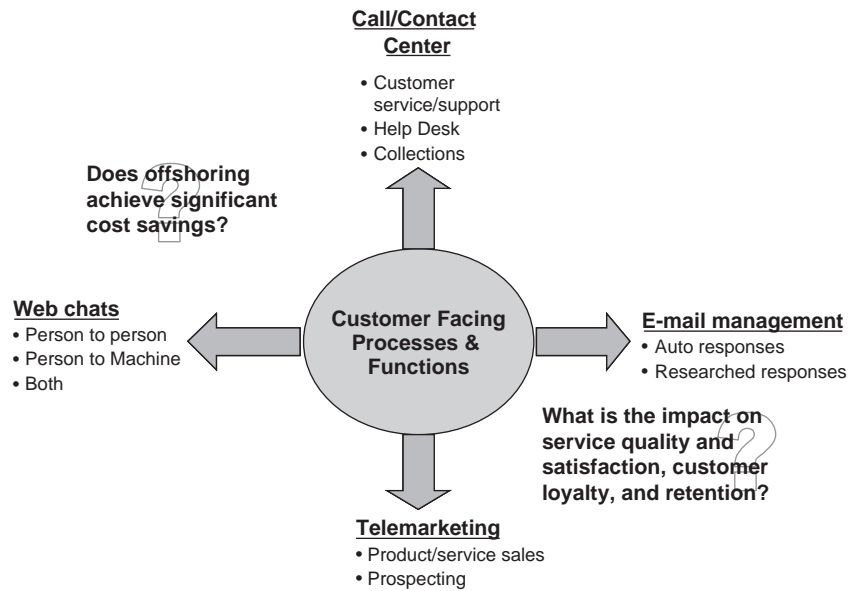 Call/Contact
Center
• Customer
service/support
• Help Desk
• Collections
Does offshoring
achieve significant
cost savings?
?
Web chats
• Person to person
• Person to Machine
• Both
Customer Facing
Processes &
Functions
E-mail management
• Auto responses
• Researched responses
What is the impact on
service quality and
satisfaction, customer
loyalty, and retention?
?
Telemarketing
• Product/service sales
• Prospecting